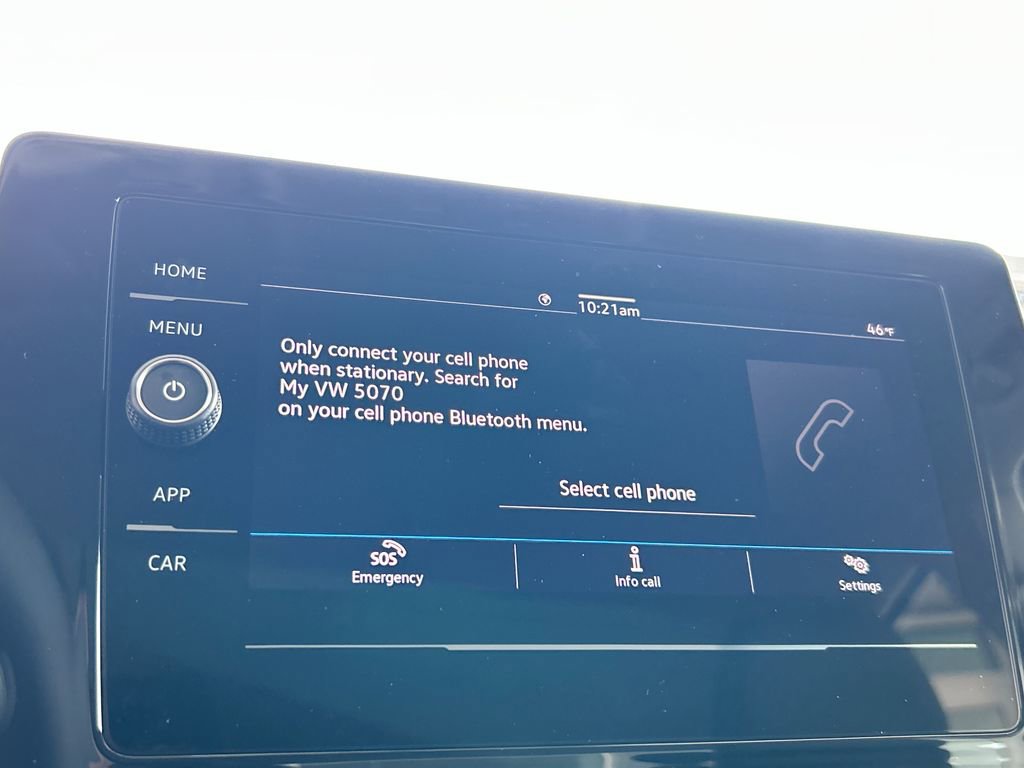 HOME
10:21am
46°F
MENU
Only connect your cell phone
when stationary. Search for
My VW 5070
on your cell phone Bluetooth menu.
APP
Select cell phone
CAR
SOS
Emergency
Info call
Settings